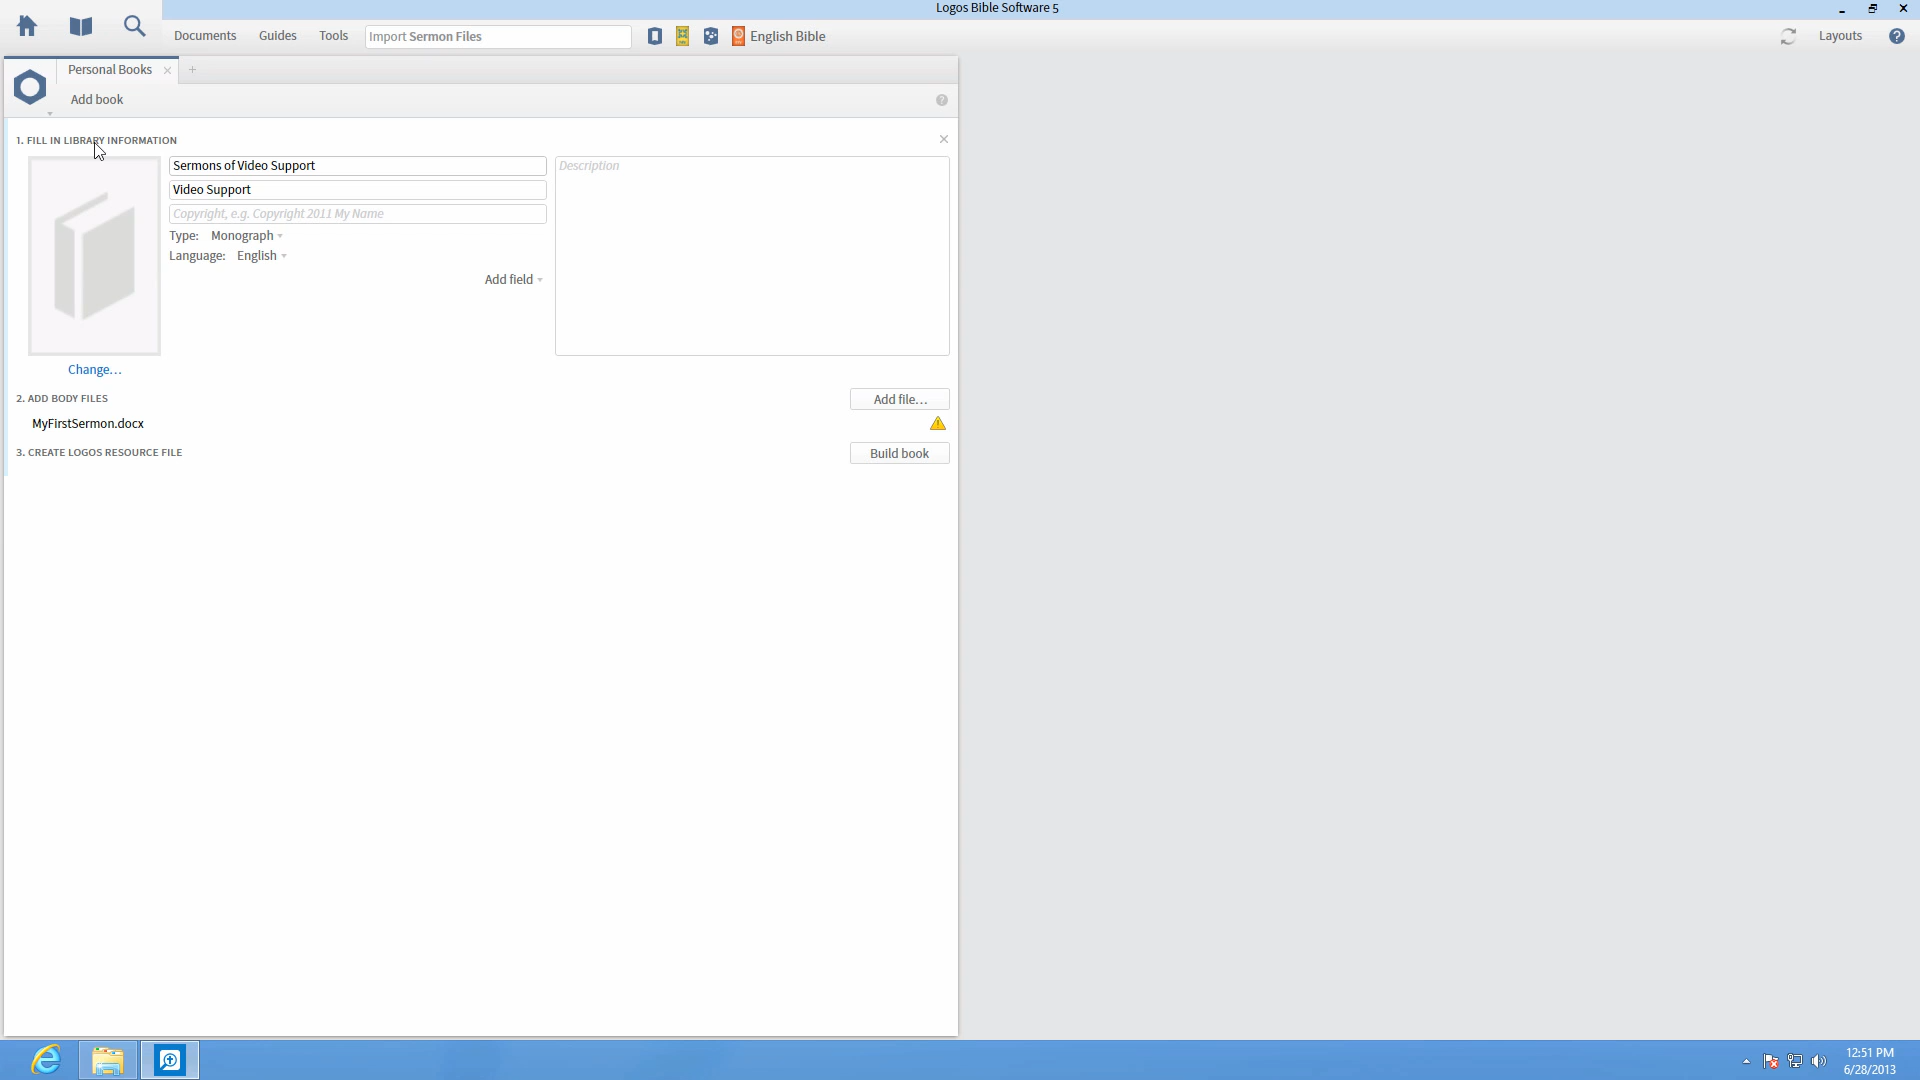 Logos Bible Software 5
Documents Guides Tools Import Sermon Files English Bible Layouts
Personal Books
Add book
1. FILL IN LIBRARY INFORMATION
Sermons of Video Support
Description
Video Support
Copyright, e.g. Copyright 2011 My Name
Type: Monograph
Language: English
Add field
Change...
2. ADD BODY FILES
Add file...
MyFirstSermon.docx
3. CREATE LOGOS RESOURCE FILE
Build book
12:51 PM
6/28/2013